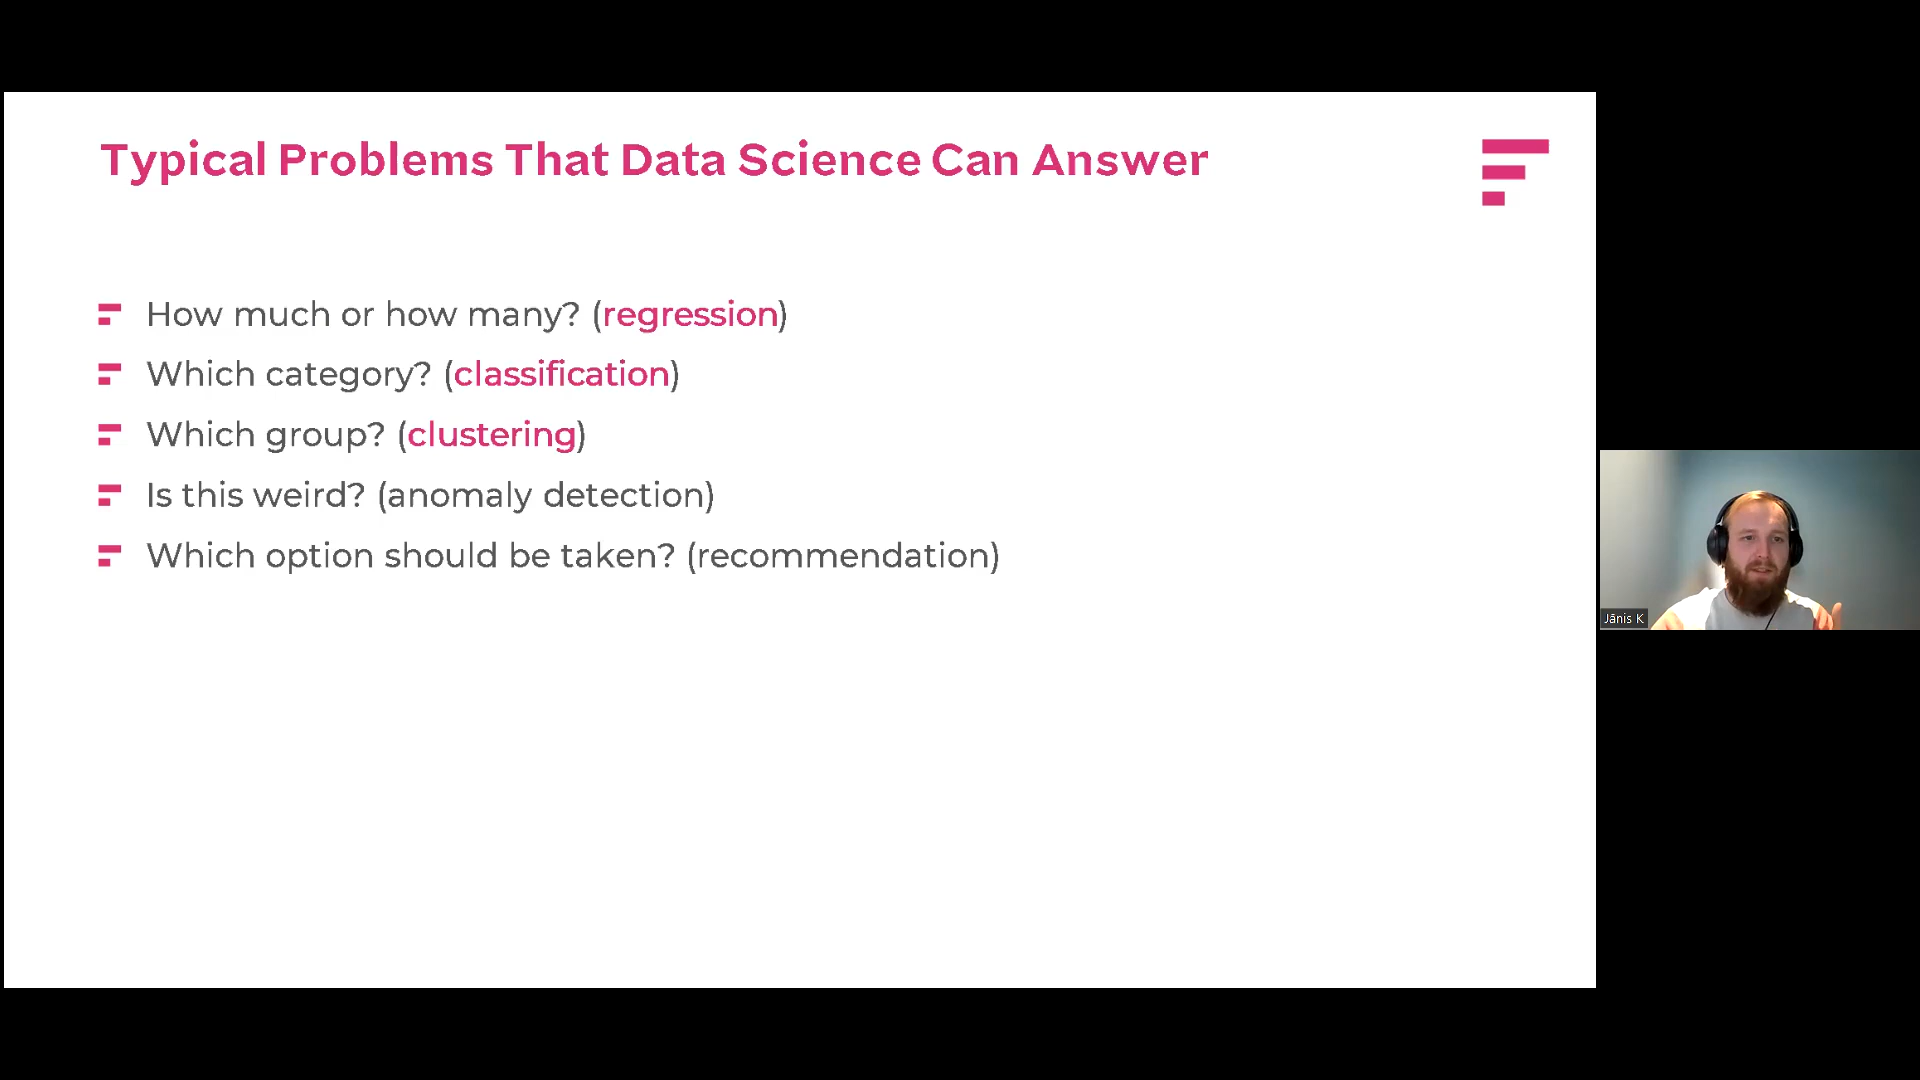 Typical Problems That Data Science Can Answer
How much or how many? (regression)
Which category? (classification)
Which group? (clustering)
Is this weird? (anomaly detection)
Which option should be taken? (recommendation)
Jānis K